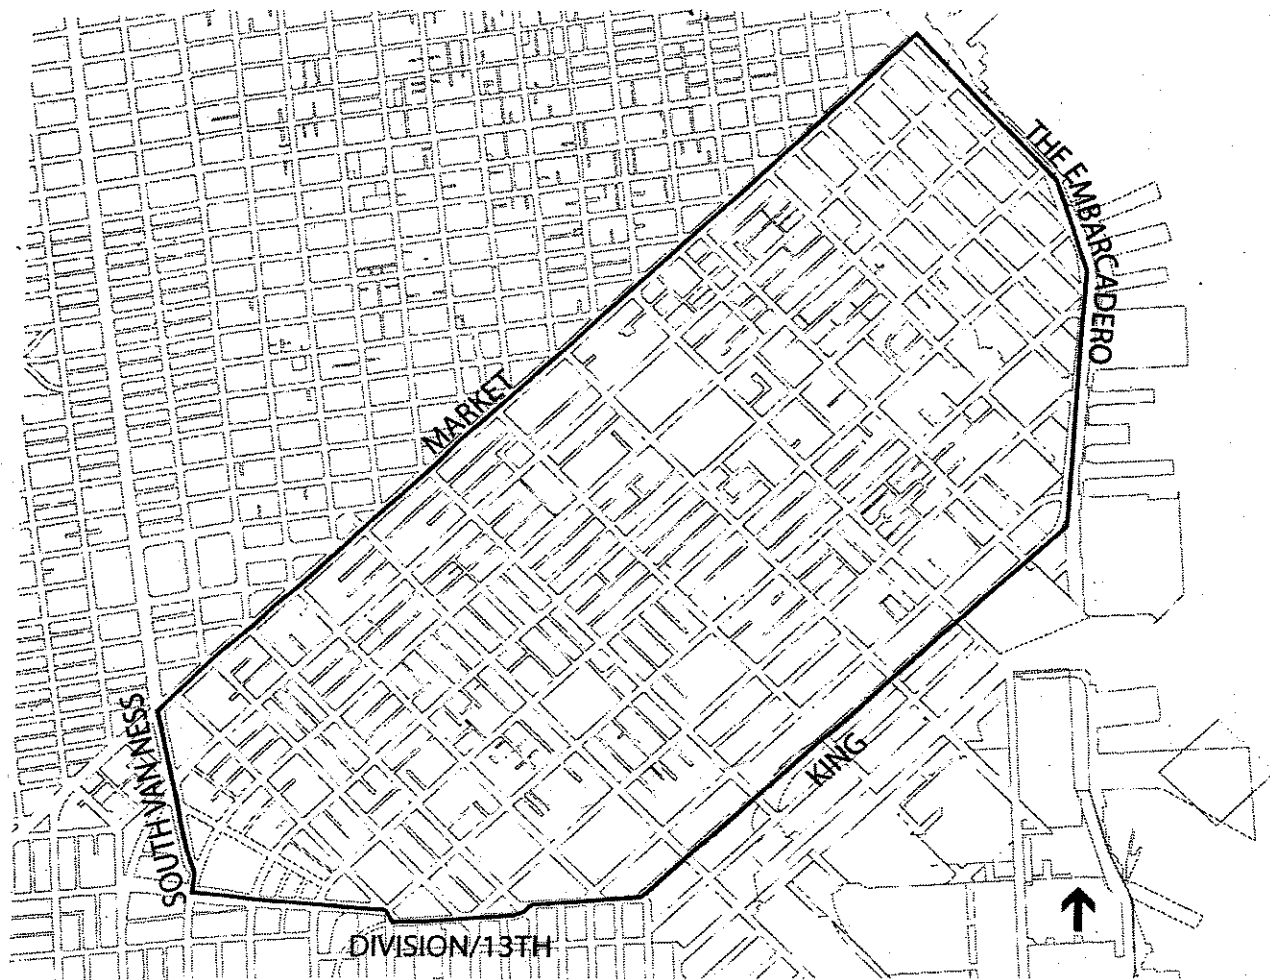 THE EMBARCADERO
MARKET
SOUTH VAN NESS
KING
DIVISION/13TH